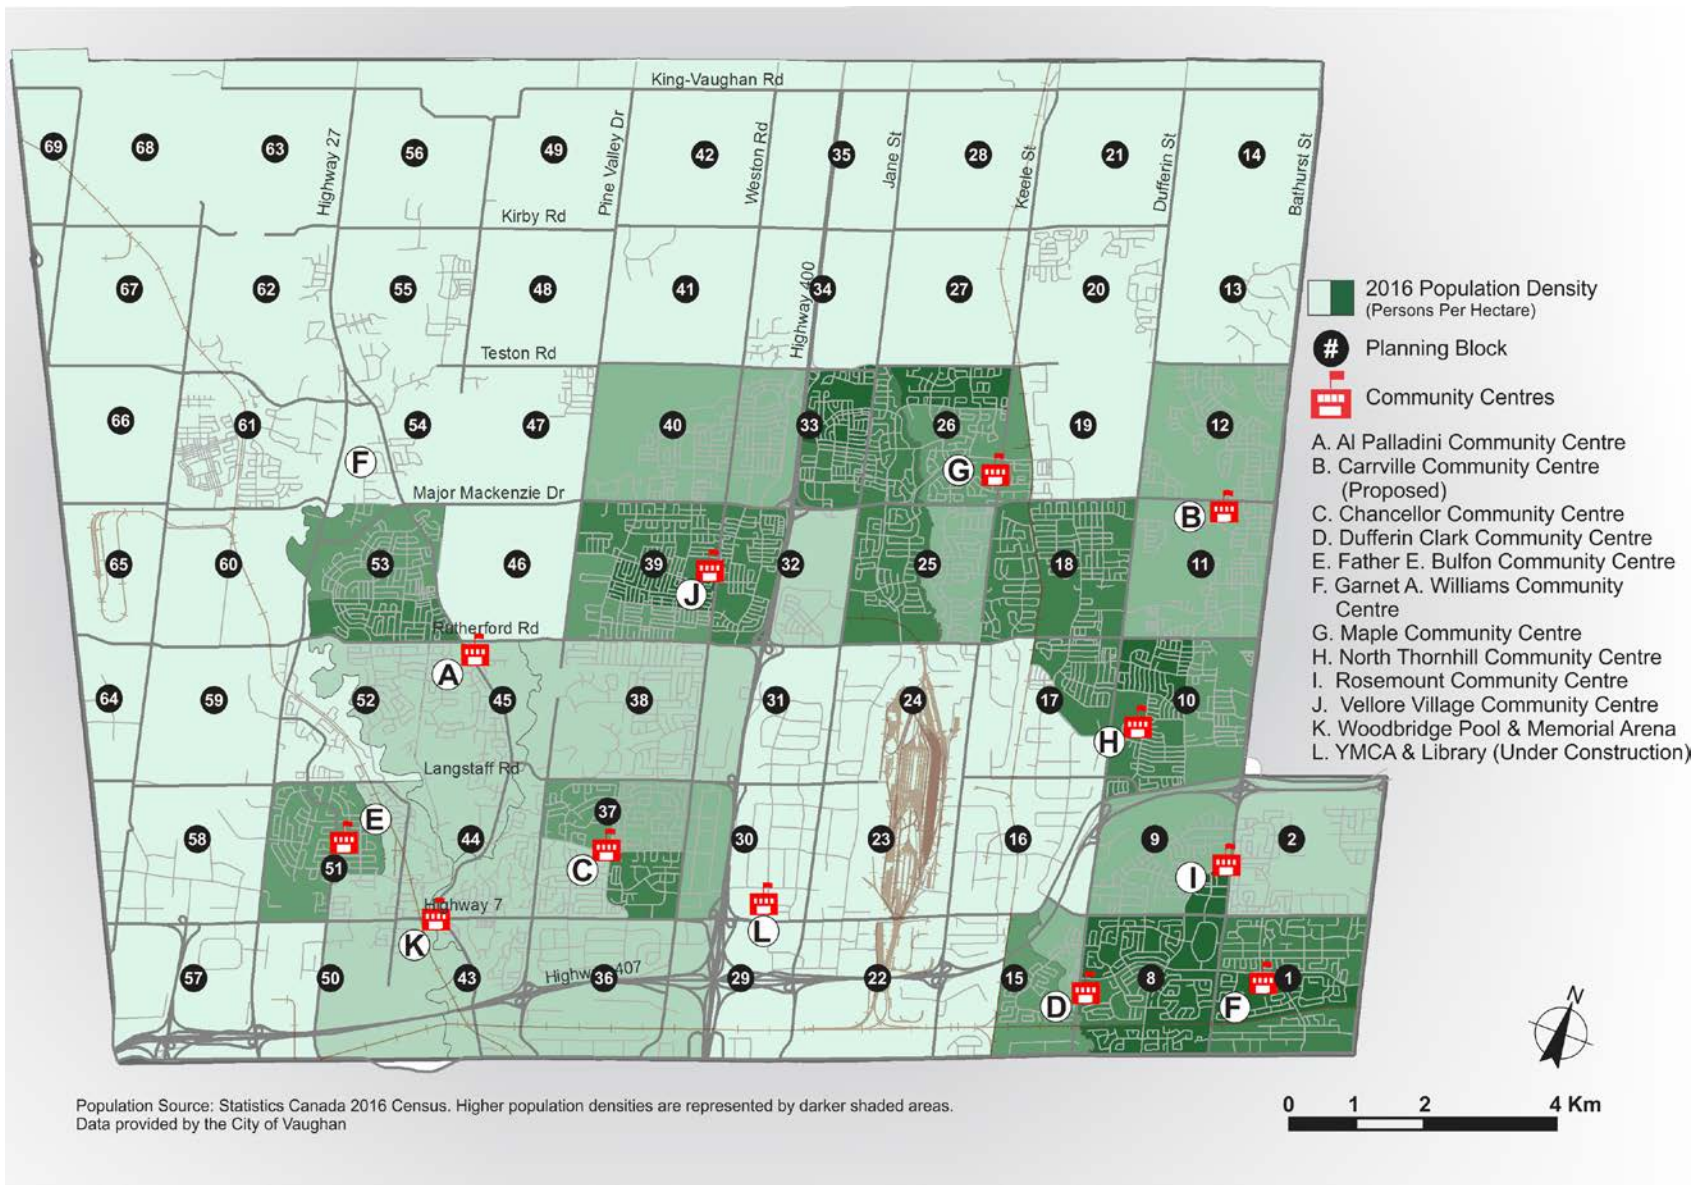 King-Vaughan Rd
69
68
63
Highway 27
56
49
Pine Valley Dr
42
Weston Rd
35
Jane St
28
Keele St
21
Dufferin St
14
Bathurst St
Kirby Rd
67
62
55
48
41
Highway 400
34
27
20
13
Teston Rd
66
61
F
54
47
40
33
26
G
19
12
Major Mackenzie Dr
B
65
60
53
46
39
J
32
25
18
11
Rutherford Rd
64
59
52
A
45
38
31
24
17
H
10
Langstaff Rd
58
51
E
44
37
C
30
23
16
9
I
2
Highway 7
K
L
57
50
43
Highway 407
36
29
22
15
D
8
F
1
2016 Population Density
(Persons Per Hectare)
# Planning Block
Community Centres
A. Al Palladini Community Centre
B. Carrville Community Centre
(Proposed)
C. Chancellor Community Centre
D. Dufferin Clark Community Centre
E. Father E. Bulfon Community Centre
F. Garnet A. Williams Community
Centre
G. Maple Community Centre
H. North Thornhill Community Centre
I. Rosemount Community Centre
J. Vellore Village Community Centre
K. Woodbridge Pool & Memorial Arena
L. YMCA & Library (Under Construction)
N
0 1 2 4 Km
Population Source: Statistics Canada 2016 Census. Higher population densities are represented by darker shaded areas.
Data provided by the City of Vaughan